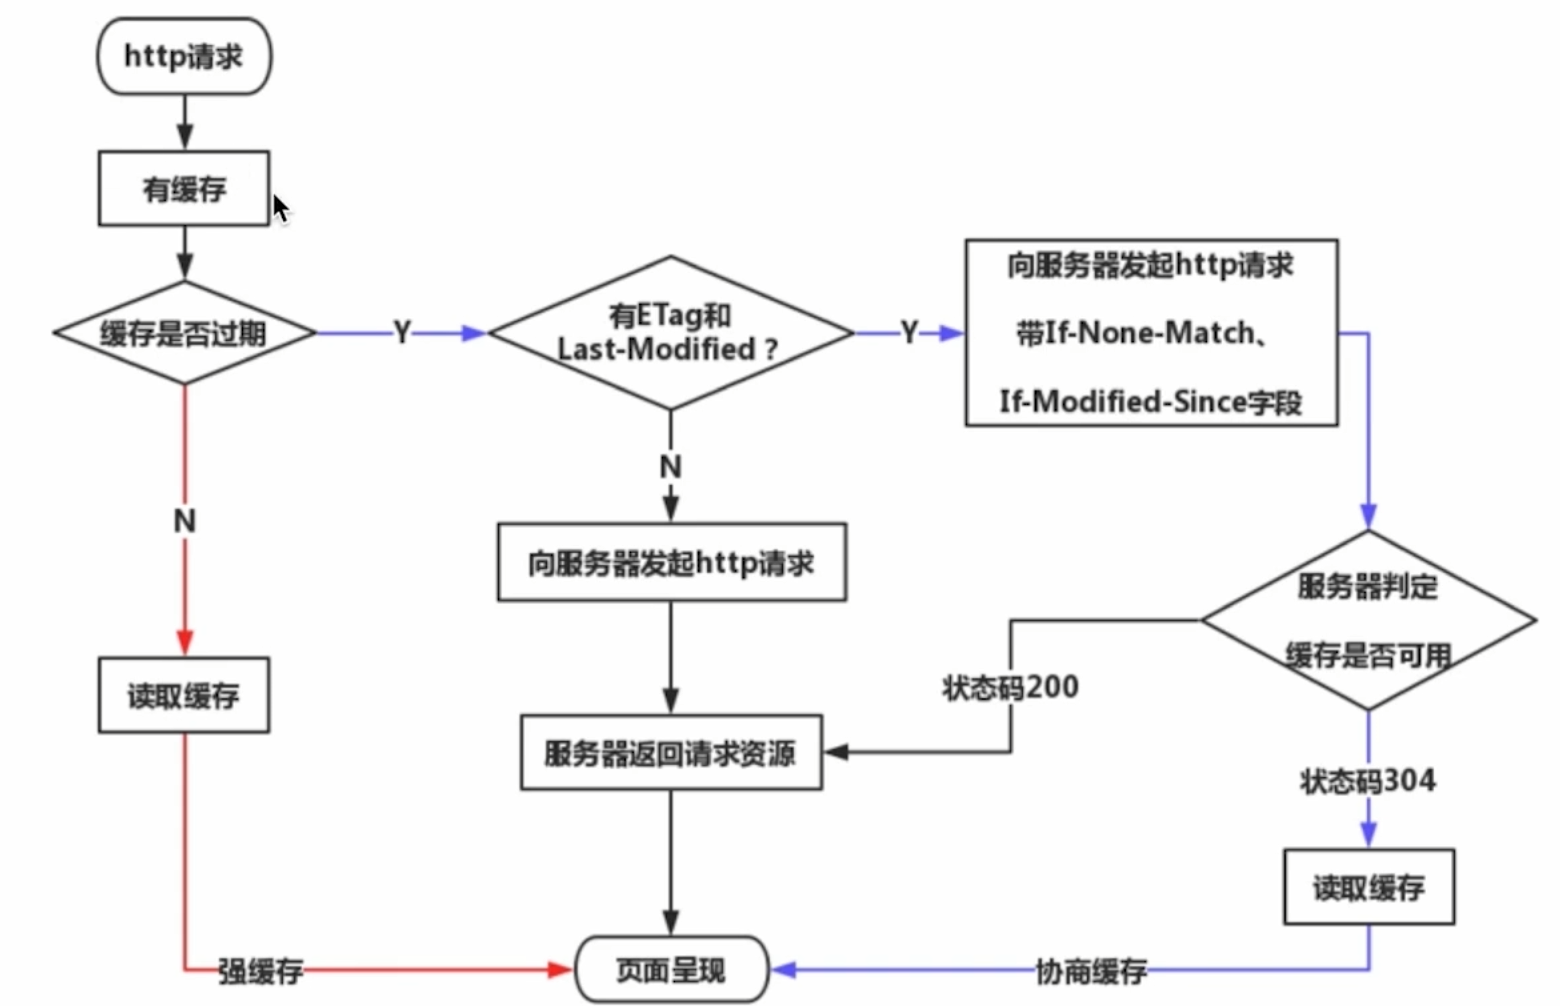 http请求
有缓存
缓存是否过期
Y
有ETag和
Last-Modified？
Y
向服务器发起http请求
带If-None-Match、
If-Modified-Since字段
N
N
向服务器发起http请求
服务器判定
缓存是否可用
读取缓存
状态码200
服务器返回请求资源
状态码304
读取缓存
强缓存
页面呈现
协商缓存